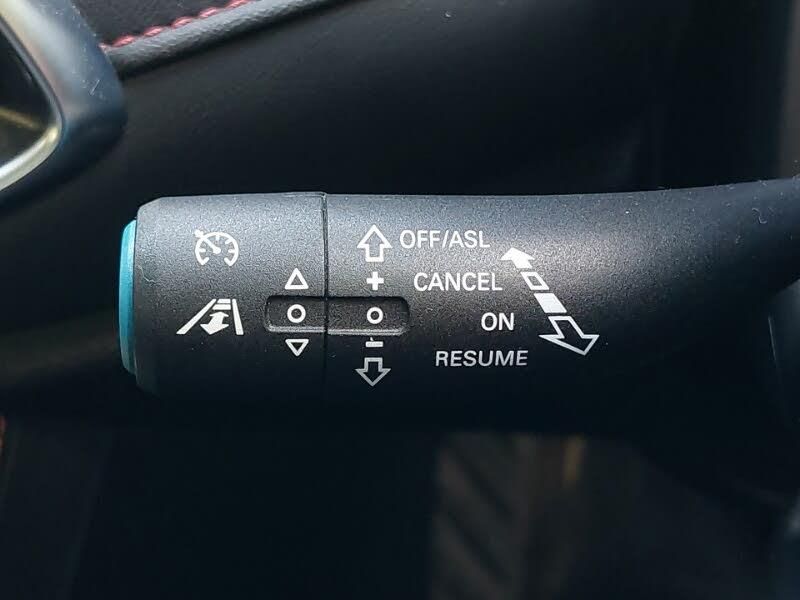 OFF/ASL
+
CANCEL
ON
-
RESUME